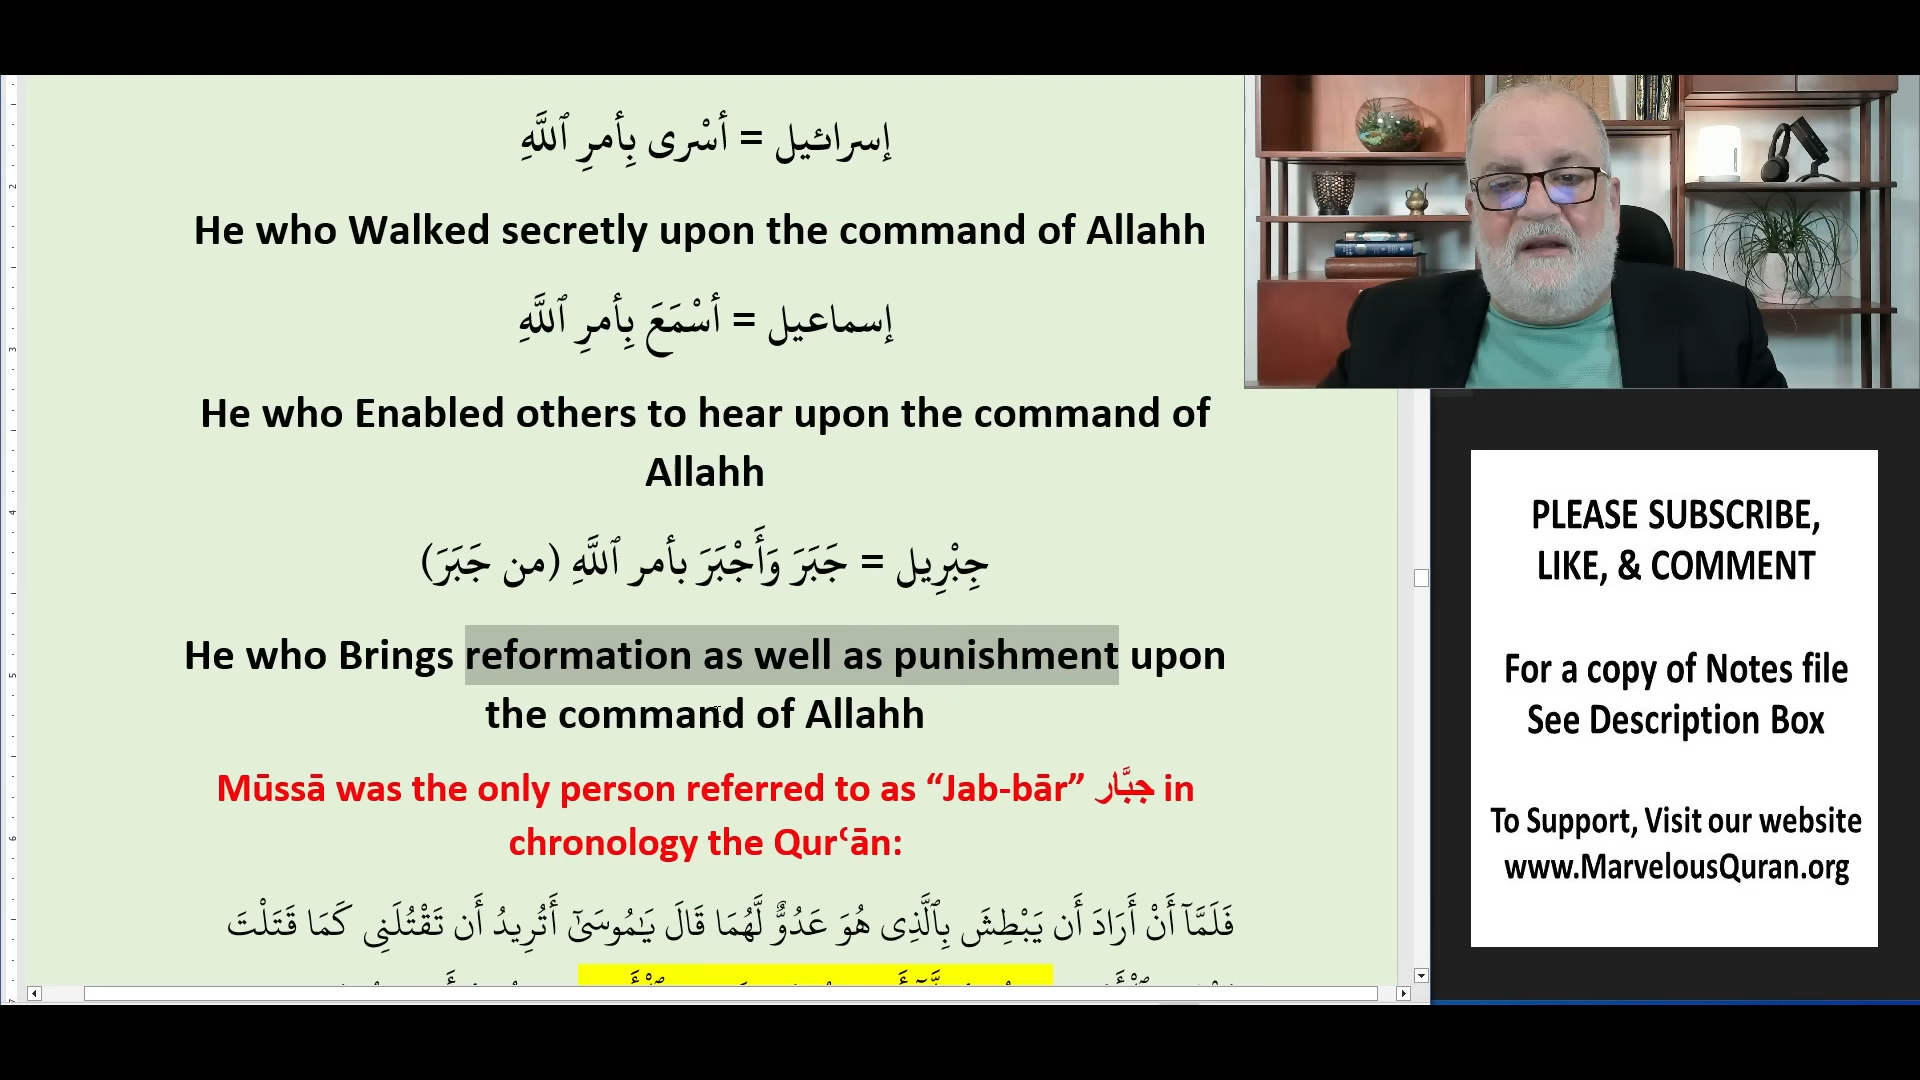 إسرائيل = أسْرى بِأمرِ ٱللَّهِ
He who Walked secretly upon the command of Allahh
إسماعيل = أسْمَعَ بِأمرِ ٱللَّهِ
He who Enabled others to hear upon the command of
Allahh
جِبْرِيل = جَبَرَ وَأَجْبَرَ بأمر ٱللَّهِ (من جَبَرَ)
He who Brings reformation as well as punishment upon
the command of Allahh
Mūssā was the only person referred to as “Jab-bār” جبَّار in
chronology the Qurʿān:
فَلَمَّآ أَنْ أَرَادَ أَن يَبْطِشَ بِٱلَّذِى هُوَ عَدُوٌّ لَّهُمَا قَالَ يَـٰمُوسَىٰٓ أَتُرِيدُ أَن تَقْتُلَنِى كَمَا قَتَلْتَ
PLEASE SUBSCRIBE,
LIKE, & COMMENT
For a copy of Notes file
See Description Box
To Support, Visit our website
www.MarvelousQuran.org